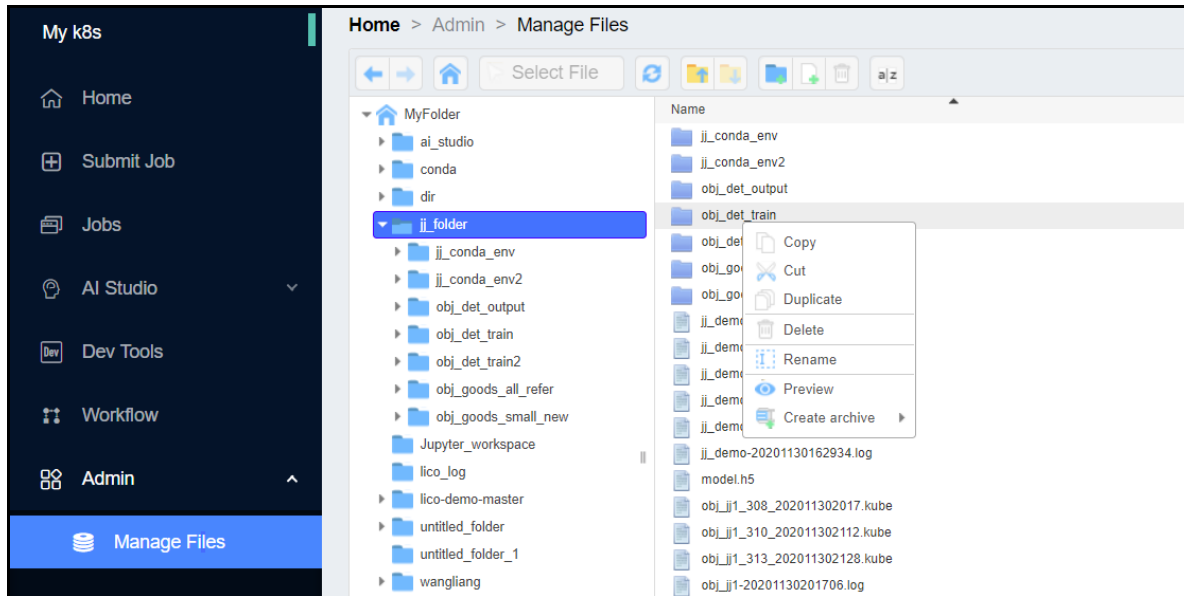 My k8s
Home
Submit Job
Jobs
AI Studio
Dev
Dev Tools
Workflow
Admin
Manage Files
Home > Admin > Manage Files
Select File
a|z
MyFolder
ai_studio
conda
dir
jj_folder
jj_conda_env
jj_conda_env2
obj_det_output
obj_det_train
obj_det_train2
obj_goods_all_refer
obj_goods_small_new
Jupyter_workspace
lico_log
lico-demo-master
untitled_folder
untitled_folder_1
wangliang
Name
jj_conda_env
jj_conda_env2
obj_det_output
obj_det_train
Copy
Cut
Duplicate
Delete
Rename
Preview
Create archive
jj_demo-20201130162934.log
model.h5
obj_jj1_308_202011302017.kube
obj_jj1_310_202011302112.kube
obj_jj1_313_202011302128.kube
obj_jj1-20201130201706.log